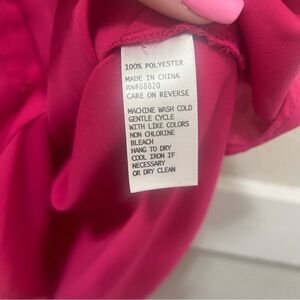 100% POLYESTER
MADE IN CHINA
RN#88820
CARE ON REVERSE
MACHINE WASH COLD
GENTLE CYCLE
WITH LIKE COLORS
NON CHLORINE
BLEACH
HANG TO DRY
COOL IRON IF
NECESSARY
OR DRY CLEAN